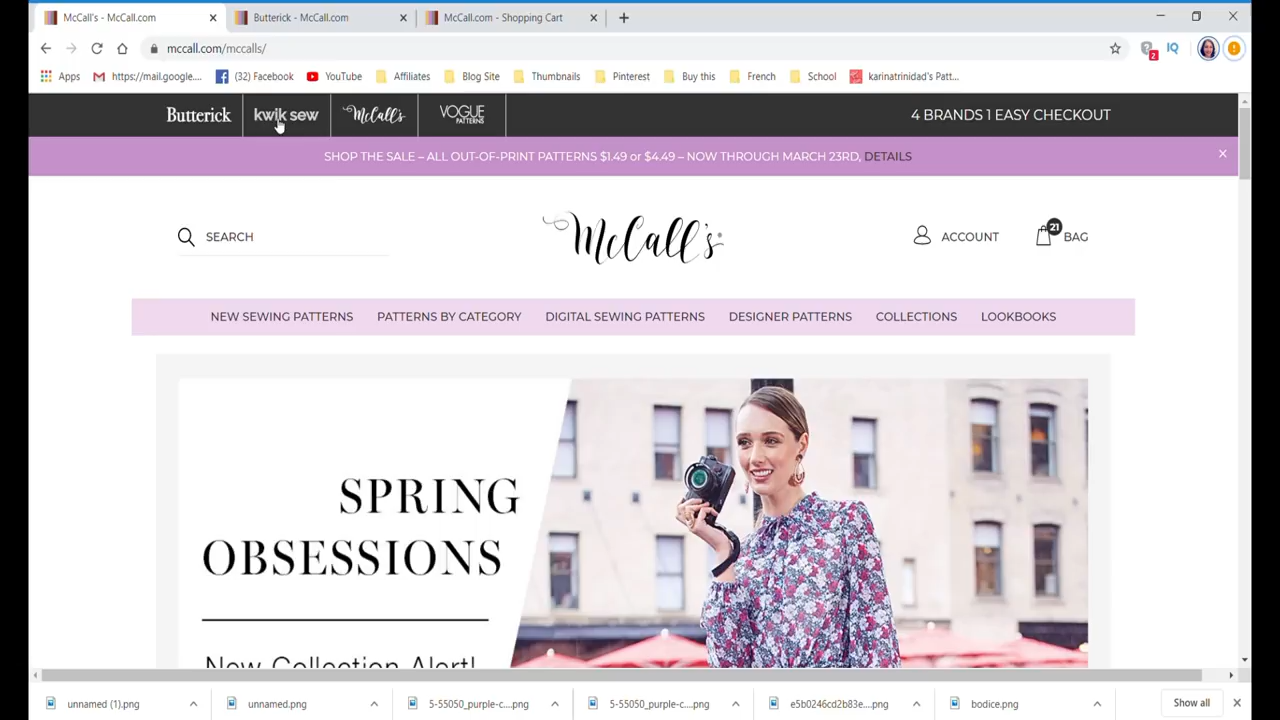 McCall's - McCall.com
Butterick - McCall.com
McCall.com - Shopping Cart
mccall.com/mccalls/
2
IQ
Apps
https://mail.google....
(32) Facebook
YouTube
Affiliates
Blog Site
Thumbnails
Pinterest
Buy this
French
School
karinatrinidad's Patt...
Butterick
kwik sew
McCall's
VOGUE PATTERNS
4 BRANDS 1 EASY CHECKOUT
SHOP THE SALE – ALL OUT-OF-PRINT PATTERNS $1.49 or $4.49 – NOW THROUGH MARCH 23RD, DETAILS
SEARCH
McCall's®
ACCOUNT
21
BAG
NEW SEWING PATTERNS
PATTERNS BY CATEGORY
DIGITAL SEWING PATTERNS
DESIGNER PATTERNS
COLLECTIONS
LOOKBOOKS
SPRING
OBSESSIONS
New Collection Alert!
unnamed (1).png
unnamed.png
5-55050_purple-c....png
5-55050_purple-c....png
e5b0246cd2b83e....png
bodice.png
Show all